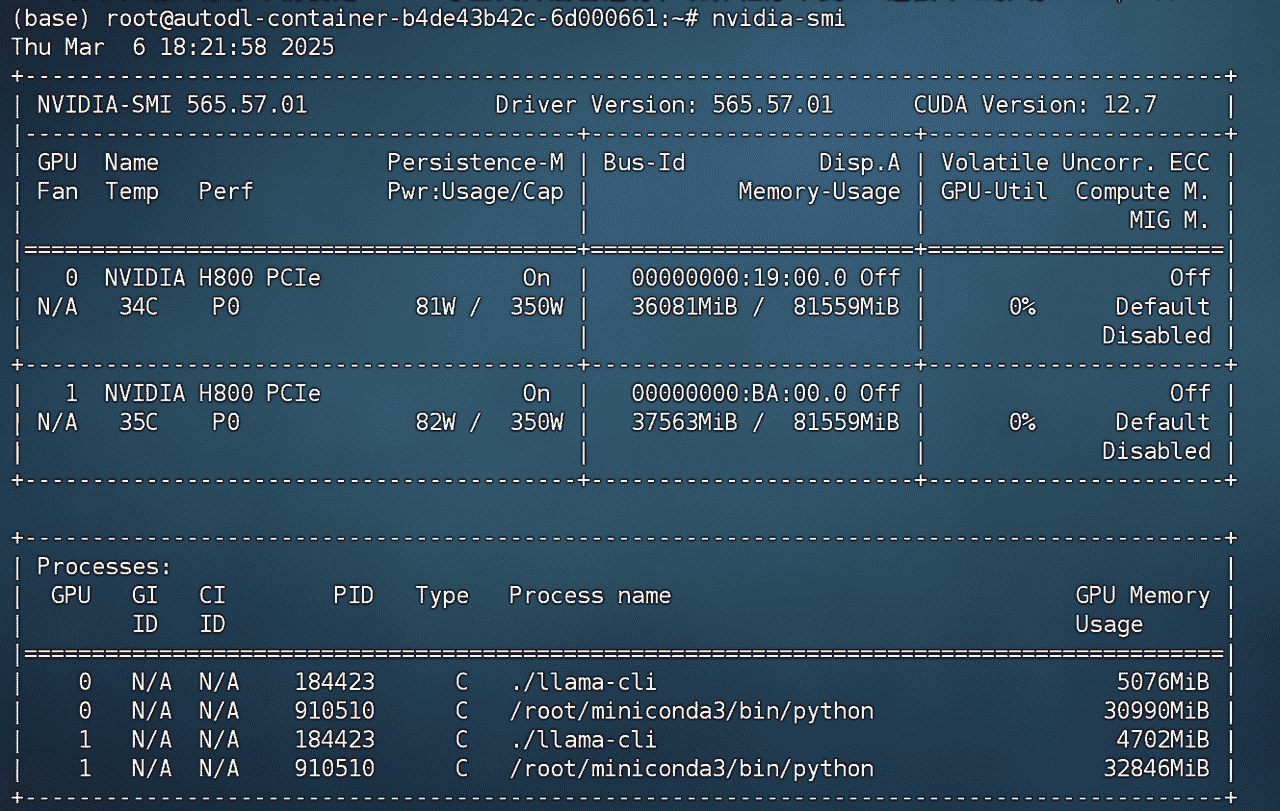 (base) root@autodl-container-b4de43b42c-6d000661:~# nvidia-smi
Thu Mar  6 18:21:58 2025
+-----------------------------------------------------------------------------------------+
| NVIDIA-SMI 565.57.01              Driver Version: 565.57.01      CUDA Version: 12.7     |
|-----------------------------------------+------------------------+----------------------+
| GPU  Name                 Persistence-M | Bus-Id          Disp.A | Volatile Uncorr. ECC |
| Fan  Temp   Perf          Pwr:Usage/Cap |           Memory-Usage | GPU-Util  Compute M. |
|                                         |                        |               MIG M. |
|=========================================+========================+======================|
|   0  NVIDIA H800 PCIe               On  |   00000000:19:00.0 Off |                  Off |
| N/A   34C    P0             81W /  350W |   36081MiB /  81559MiB |      0%      Default |
|                                         |                        |             Disabled |
+-----------------------------------------+------------------------+----------------------+
|   1  NVIDIA H800 PCIe               On  |   00000000:BA:00.0 Off |                  Off |
| N/A   35C    P0             82W /  350W |   37563MiB /  81559MiB |      0%      Default |
|                                         |                        |             Disabled |
+-----------------------------------------+------------------------+----------------------+
+-----------------------------------------------------------------------------------------+
| Processes:                                                                              |
|  GPU   GI   CI        PID   Type   Process name                              GPU Memory |
|        ID   ID                                                               Usage      |
|=========================================================================================|
|    0   N/A  N/A    184423      C   ./llama-cli                                  5076MiB |
|    0   N/A  N/A    910510      C   /root/miniconda3/bin/python                 30990MiB |
|    1   N/A  N/A    184423      C   ./llama-cli                                  4702MiB |
|    1   N/A  N/A    910510      C   /root/miniconda3/bin/python                 32846MiB |
+-----------------------------------------------------------------------------------------+